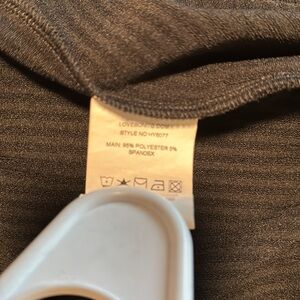 STYLE NO HY6077
MAIN: 95% POLYESTER 5%
SPANDEX